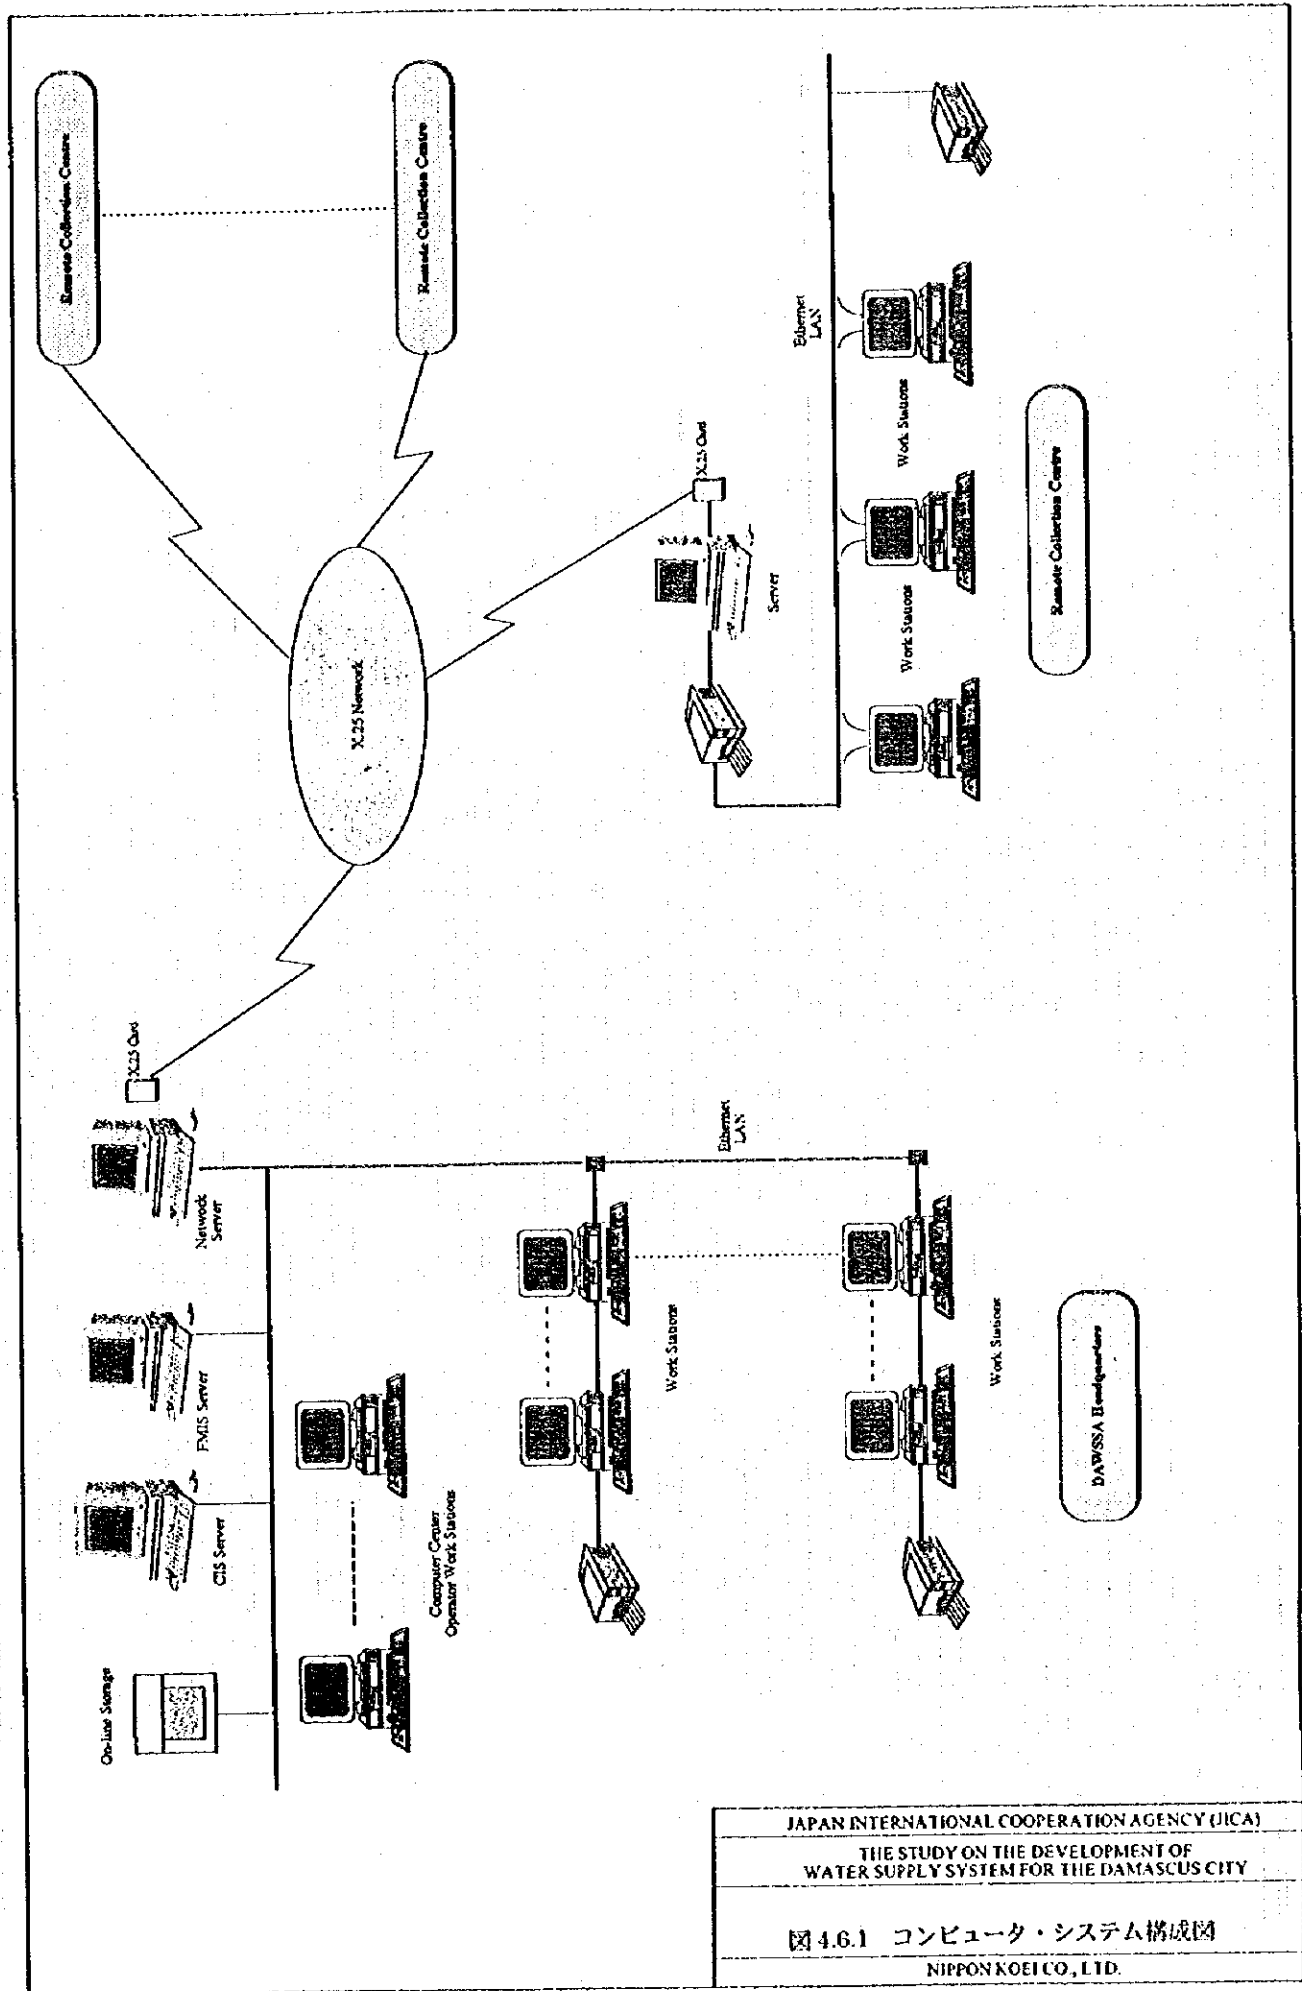 Remote Collection Centre
Remote Collection Centre
X.25 Network
X.25 Card
Server
Ethernet
LAN
Work Stations
Work Stations
Remote Collection Centre
X.25 Card
Network
Server
FMIS Server
CIS Server
On-line Storage
Computer Center
Operator Work Stations
Ethernet
LAN
Work Stations
Work Stations
DAWSSA Headquarters
JAPAN INTERNATIONAL COOPERATION AGENCY (JICA)
THE STUDY ON THE DEVELOPMENT OF
WATER SUPPLY SYSTEM FOR THE DAMASCUS CITY
図 4.6.1 コンピュータ・システム構成図
NIPPON KOEI CO., LTD.